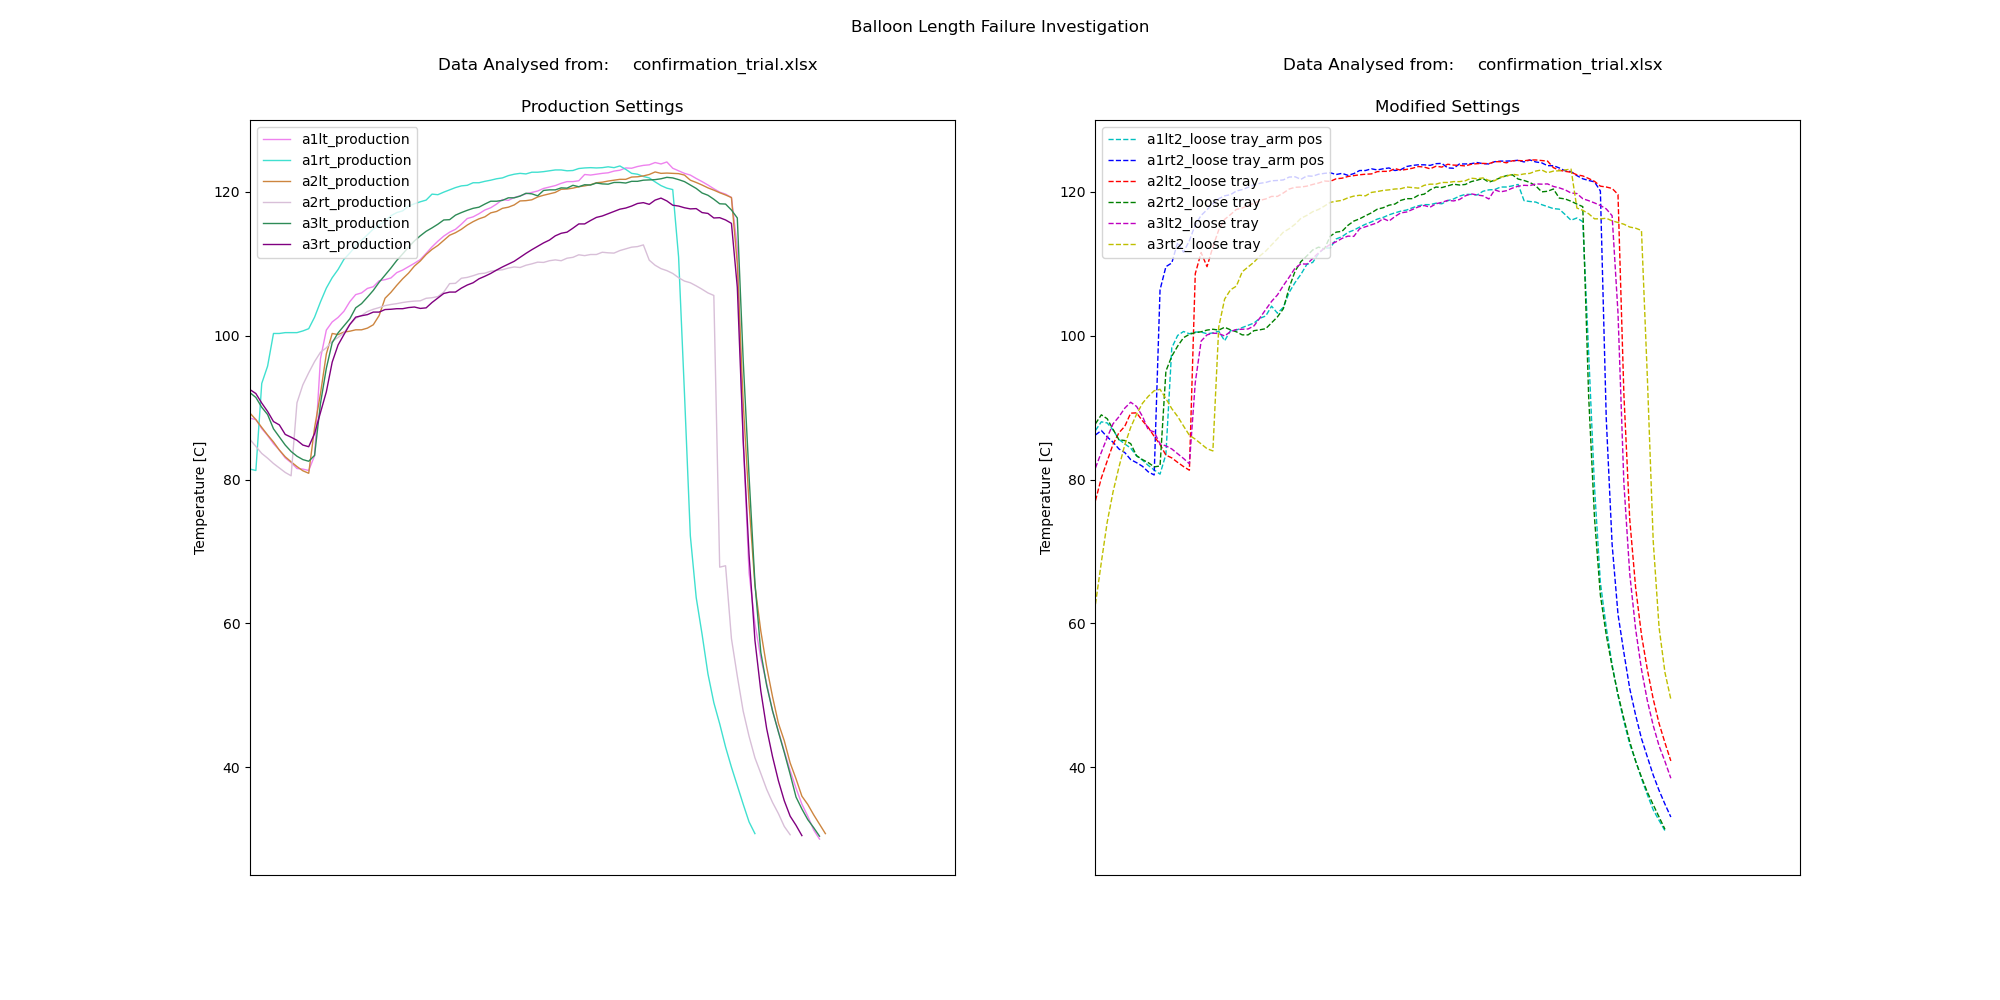 Balloon Length Failure Investigation
Data Analysed from: confirmation_trial.xlsx
Production Settings
a1lt_production
a1rt_production
a2lt_production
a2rt_production
a3lt_production
a3rt_production
120
100
80
60
40
Temperature [C]
Data Analysed from: confirmation_trial.xlsx
Modified Settings
a1lt2_loose tray_arm pos
a1rt2_loose tray_arm pos
a2lt2_loose tray
a2rt2_loose tray
a3lt2_loose tray
a3rt2_loose tray
120
100
80
60
40
Temperature [C]